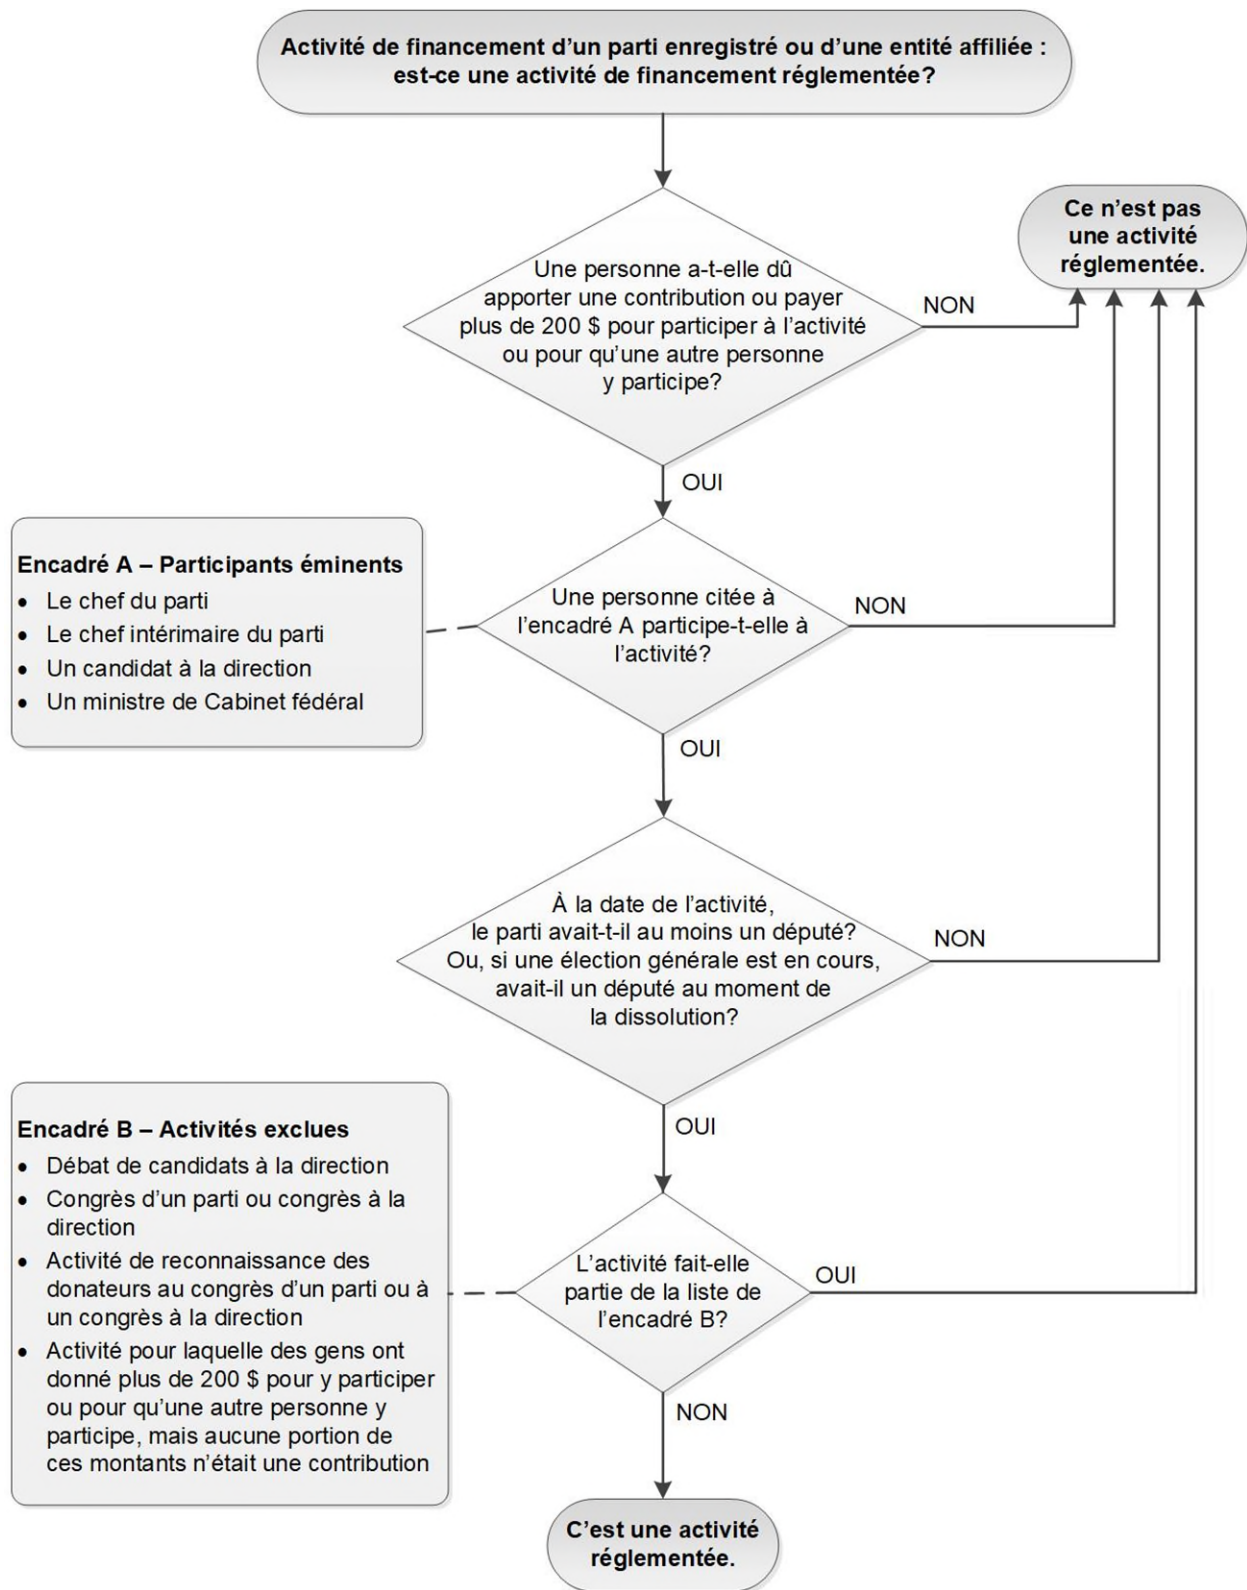 Activité de financement d’un parti enregistré ou d’une entité affiliée :
est-ce une activité de financement réglementée?
Ce n’est pas
une activité
réglementée.
Une personne a-t-elle dû
apporter une contribution ou payer
plus de 200 $ pour participer à l’activité
ou pour qu’une autre personne
y participe?
NON
OUI
Encadré A – Participants éminents
• Le chef du parti
• Le chef intérimaire du parti
• Un candidat à la direction
• Un ministre de Cabinet fédéral
Une personne citée à
l’encadré A participe-t-elle à
l’activité?
NON
OUI
À la date de l’activité,
le parti avait-t-il au moins un député?
Ou, si une élection générale est en cours,
avait-il un député au moment de
la dissolution?
NON
OUI
Encadré B – Activités exclues
• Débat de candidats à la direction
• Congrès d’un parti ou congrès à la
direction
• Activité de reconnaissance des
donateurs au congrès d’un parti ou à
un congrès à la direction
• Activité pour laquelle des gens ont
donné plus de 200 $ pour y participer
ou pour qu’une autre personne y
participe, mais aucune portion de
ces montants n’était une contribution
L’activité fait-elle
partie de la liste de
l’encadré B?
OUI
NON
C’est une activité
réglementée.